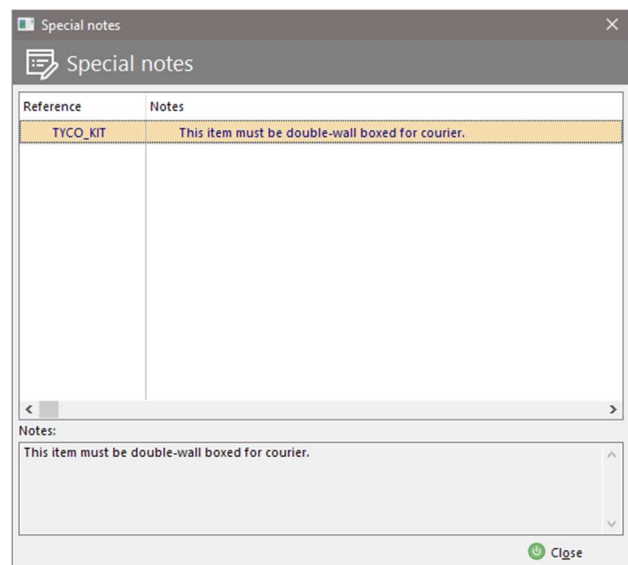 Special notes
Special notes
Reference Notes
TYCO_KIT This item must be double-wall boxed for courier.
Notes:
This item must be double-wall boxed for courier.
Close